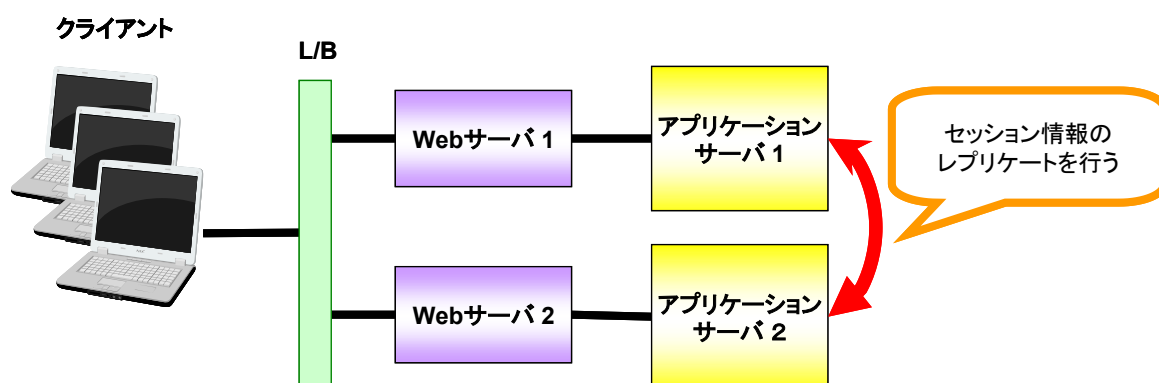 クライアント
L/B
Webサーバ 1
アプリケーション
サーバ 1
セッション情報の
レプリケートを行う
Webサーバ 2
アプリケーション
サーバ 2